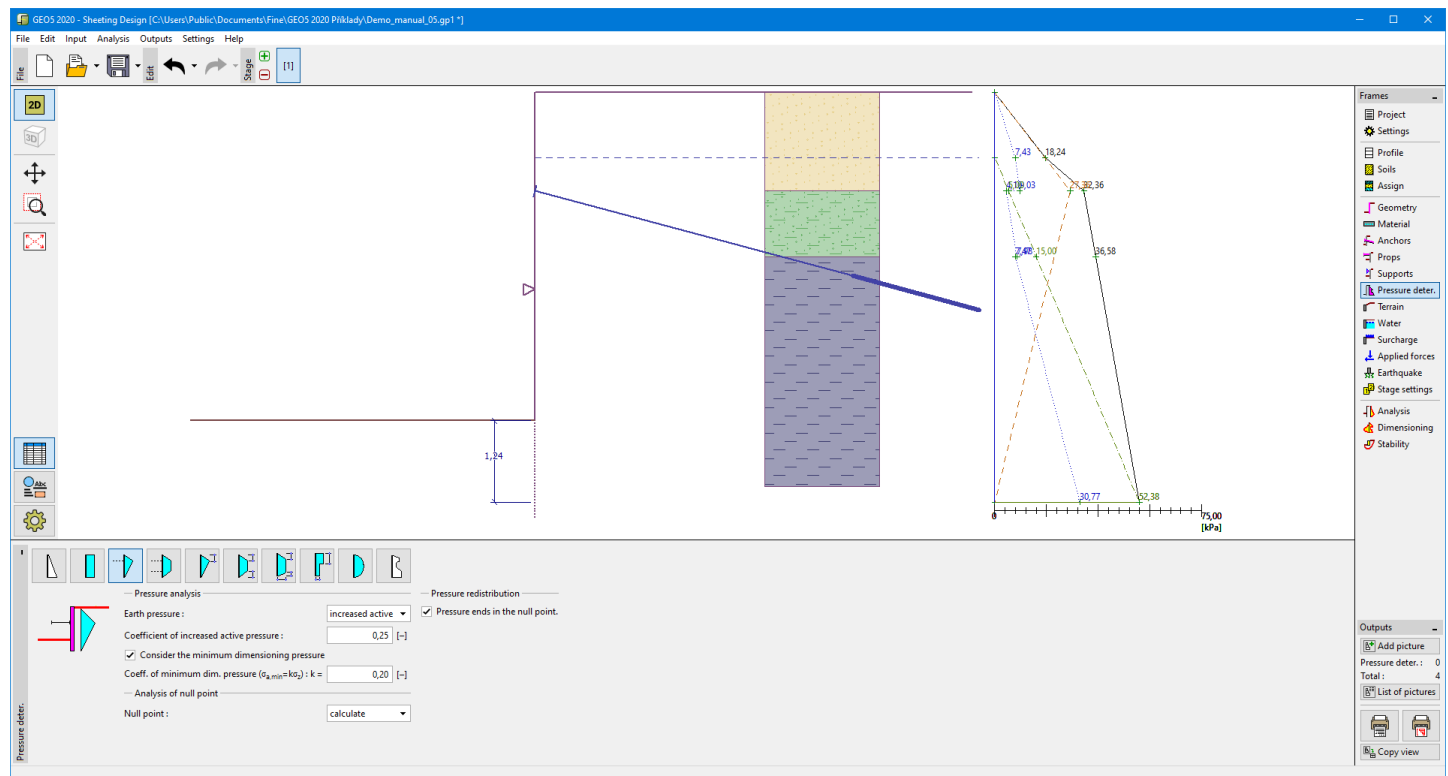 GEO5 2020 - Sheeting Design [C:\Users\Public\Documents\Fine\GEO5 2020 Příklady\Demo_manual_05.gp1 *]
File Edit Input Analysis Outputs Settings Help
File
Edit
Stage
[1]
2D
3D
7,43
18,24
9,03
32,36
15,00
36,58
1,24
30,77
52,38
0
75,00
[kPa]
Frames
Project
Settings
Profile
Soils
Assign
Geometry
Material
Anchors
Props
Supports
Pressure deter.
Terrain
Water
Surcharge
Applied forces
Earthquake
Stage settings
Analysis
Dimensioning
Stability
Abc
Pressure deter.
Pressure analysis
Earth pressure : increased active
Coefficient of increased active pressure : 0,25 [–]
Consider the minimum dimensioning pressure
Coeff. of minimum dim. pressure (σa,min=kσz) : k = 0,20 [–]
Analysis of null point
Null point : calculate
Pressure redistribution
Pressure ends in the null point.
Outputs
Add picture
Pressure deter. : 0
Total : 4
List of pictures
Copy view